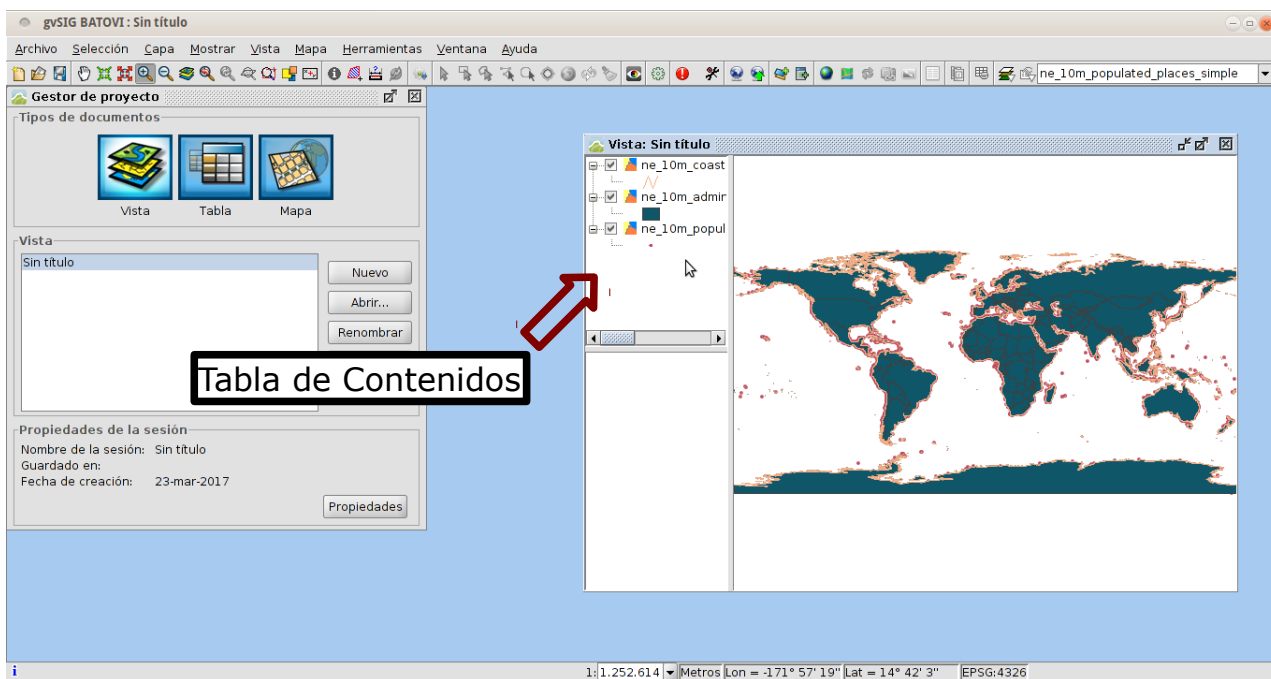 gvSIG BATOVI : Sin título
Archivo Selección Capa Mostrar Vista Mapa Herramientas Ventana Ayuda
ne_10m_populated_places_simple
Gestor de proyecto
Tipos de documentos
Vista Tabla Mapa
Vista
Sin título
Nuevo
Abrir...
Renombrar
Tabla de Contenidos
Propiedades de la sesión
Nombre de la sesión: Sin título
Guardado en:
Fecha de creación: 23-mar-2017
Propiedades
Vista: Sin título
ne_10m_coast
ne_10m_admin
ne_10m_popul
1: 1.252.614 Metros Lon = -171° 57' 19" Lat = 14° 42' 3" EPSG:4326